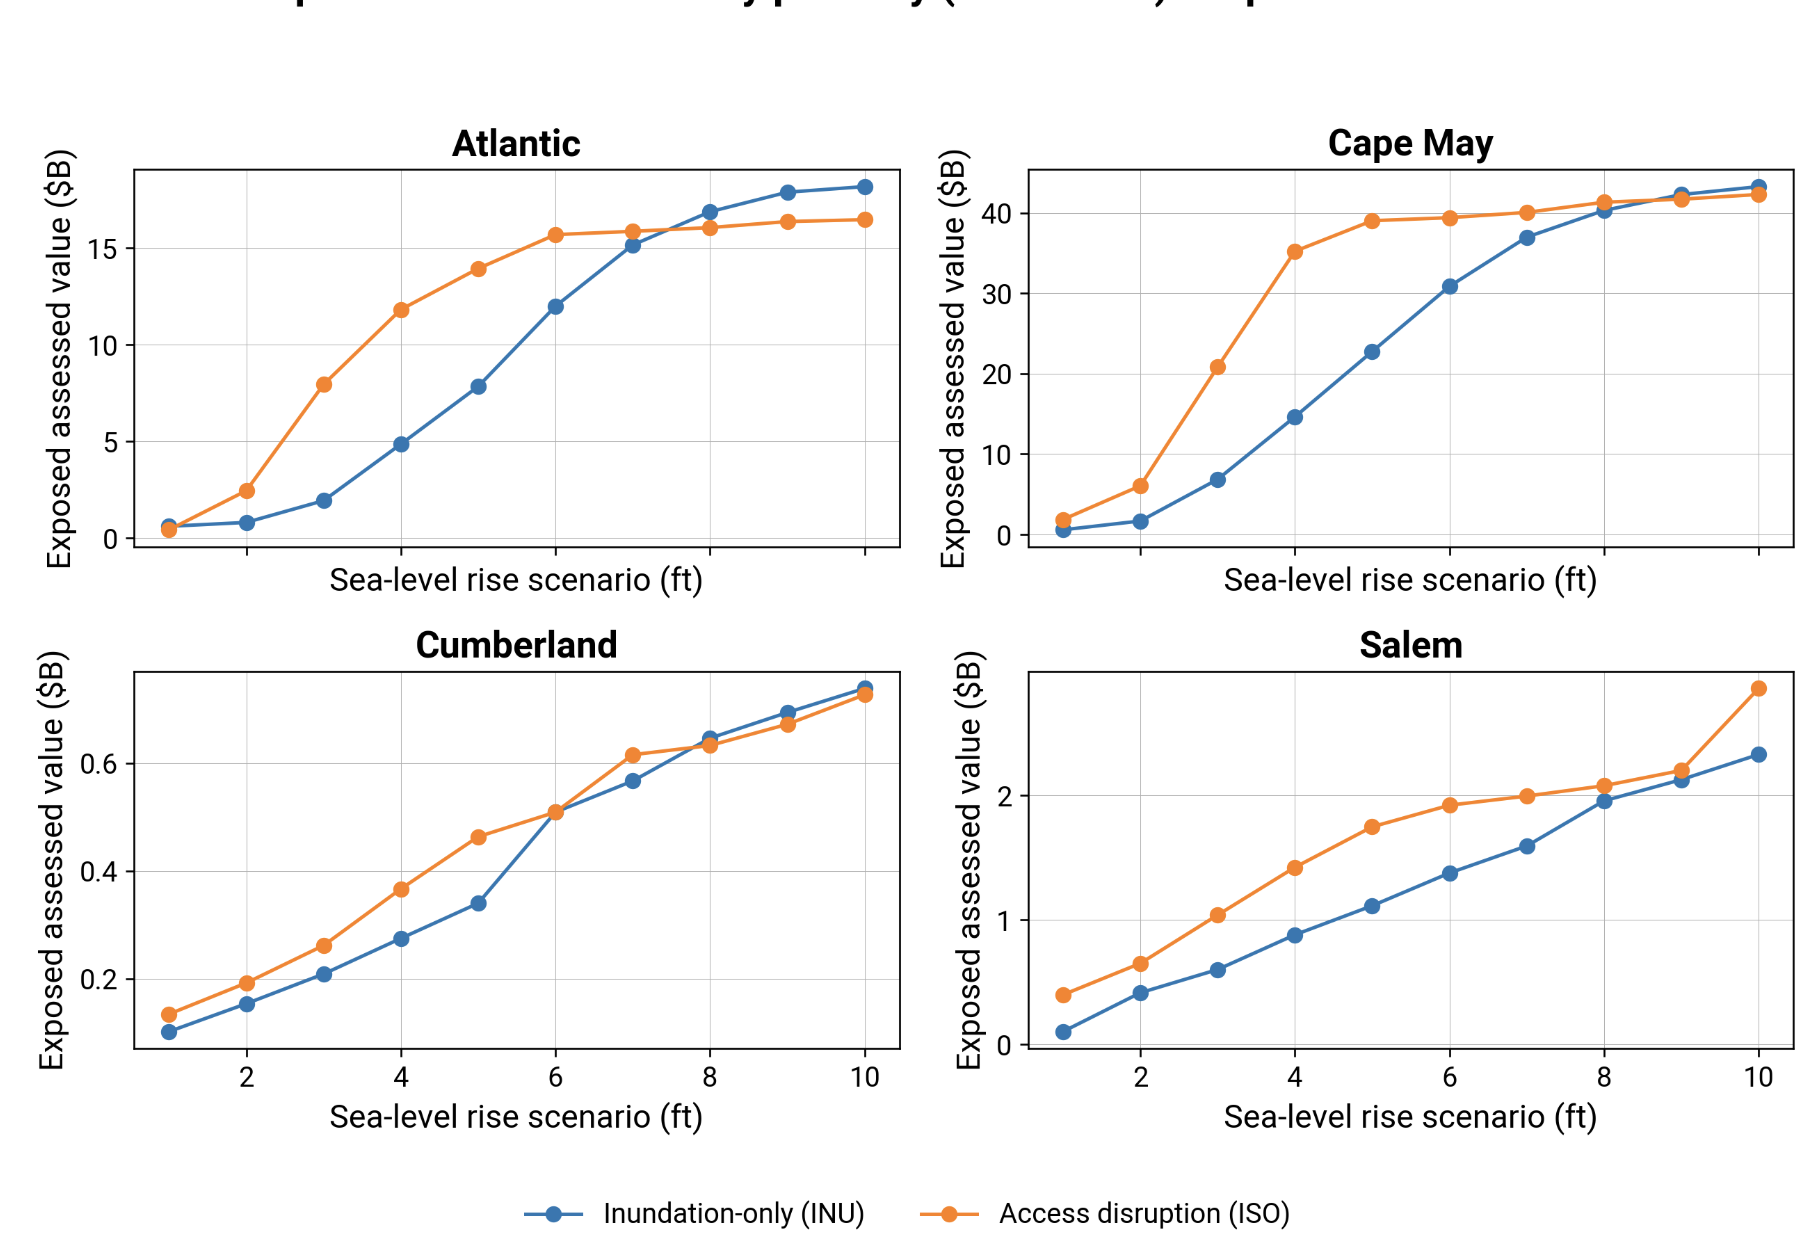 Atlantic
Exposed assessed value ($B)
15
10
5
0
Sea-level rise scenario (ft)
Cape May
Exposed assessed value ($B)
40
30
20
10
0
Sea-level rise scenario (ft)
Cumberland
Exposed assessed value ($B)
0.6
0.4
0.2
2 4 6 8 10
Sea-level rise scenario (ft)
Salem
Exposed assessed value ($B)
2
1
0
2 4 6 8 10
Sea-level rise scenario (ft)
Inundation-only (INU) Access disruption (ISO)